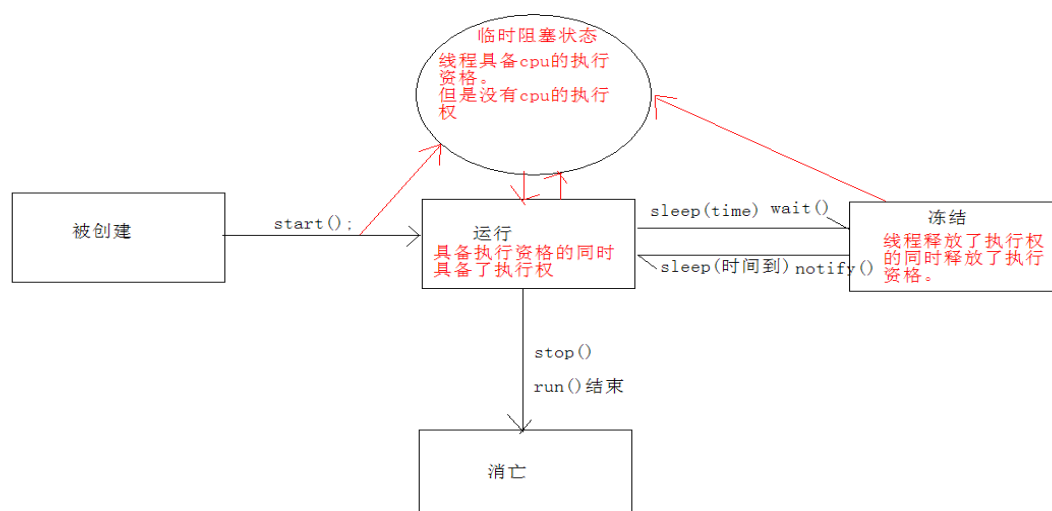 临时阻塞状态
线程具备cpu的执行
资格。
但是没有cpu的执行
权
被创建
start();
运行
具备执行资格的同时
具备了执行权
sleep(time) wait()
sleep(时间到)notify()
冻结
线程释放了执行权
的同时释放了执行
资格。
stop()
run()结束
消亡